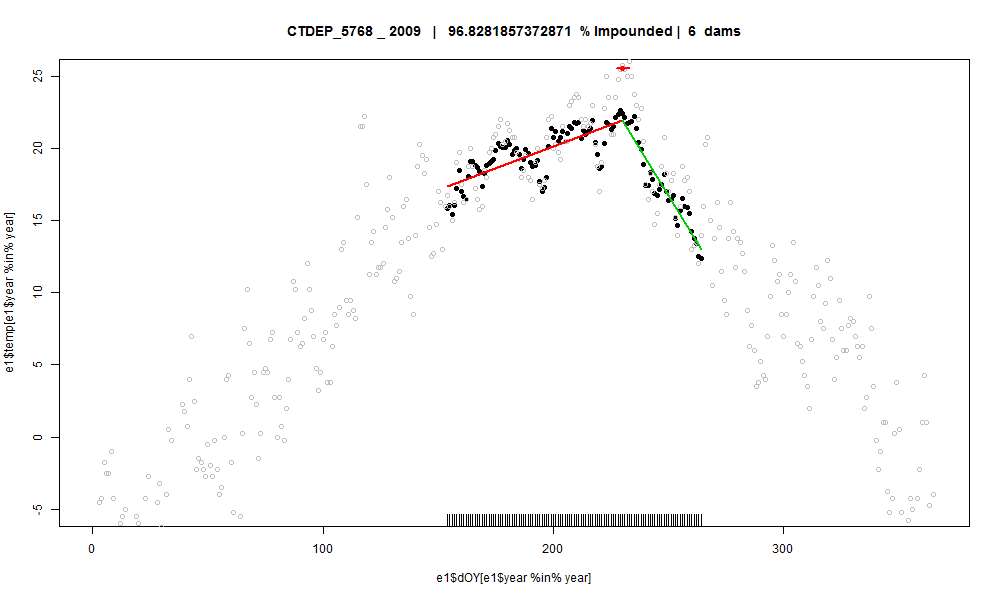 CTDEP_5768 _ 2009 | 96.8281857372871 % Impounded | 6 dams
e1$temp[e1$year %in% year]
25
20
15
10
5
0
-5
0 100 200 300
e1$dOY[e1$year %in% year]